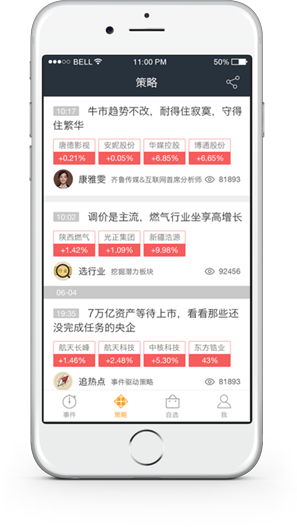 BELL 11:00 PM 50%
策略
10:17 牛市趋势不改,耐得住寂寞,守得
住繁华
唐德影视 安妮股份 华媒控股 博通股份
+0.21% +0.05% +6.85% +6.65%
康雅雯 齐鲁传媒&互联网首席分析师 81893
10:02 调价是主流,燃气行业坐享高增长
陕西燃气 光正集团 新疆浩源
+1.42% +1.09% +9.98%
选行业 挖掘潜力板块 92456
06-04
19:35 7万亿资产等待上市,看看那些还
没完成任务的央企
航天长峰 航天科技 中核科技 东方锆业
+1.46% +2.48% +5.30% 43%
追热点 事件驱动策略 81893
事件 策略 自选 我